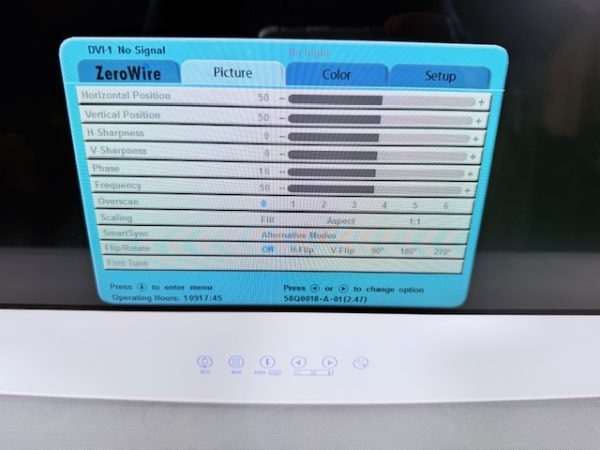 DVI-1 No Signal
No Input
ZeroWire Picture Color Setup
Horizontal Position 50 - +
Vertical Position 50 - +
H-Sharpness 0 - +
V-Sharpness 0 - +
Phase 16 - +
Frequency 50 - +
Overscan 0 1 2 3 4 5 6
Scaling Fill Aspect 1:1
SmartSync Alternative Modes
Flip/Rotate Off H.Flip V.Flip 90° 180° 270°
Fine Tune
Press to enter menu Press or to change option
Operating Hours: 10917:45 58Q0018-A-01(2.47)